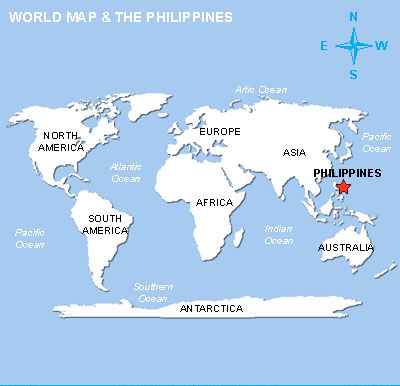 WORLD MAP & THE PHILIPPINES
N
E W
S
Artic Ocean
NORTH
AMERICA
EUROPE
Pacific
Ocean
ASIA
Atlantic
Ocean
PHILIPPINES
AFRICA
SOUTH
AMERICA
Pacific
Ocean
Indian
Ocean
AUSTRALIA
Southern
Ocean
ANTARCTICA